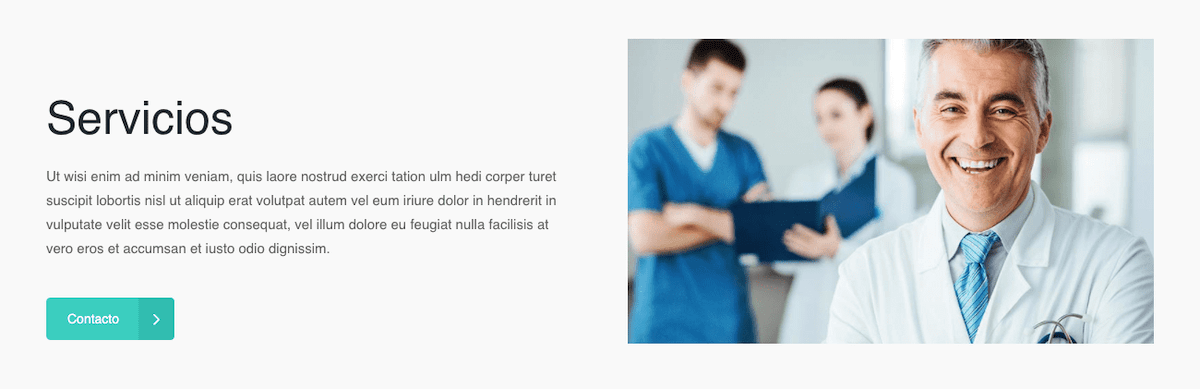 Servicios
Ut wisi enim ad minim veniam, quis laore nostrud exerci tation ulm hedi corper turet
suscipit lobortis nisl ut aliquip erat volutpat autem vel eum iriure dolor in hendrerit in
vulputate velit esse molestie consequat, vel illum dolore eu feugiat nulla facilisis at
vero eros et accumsan et iusto odio dignissim.
Contacto